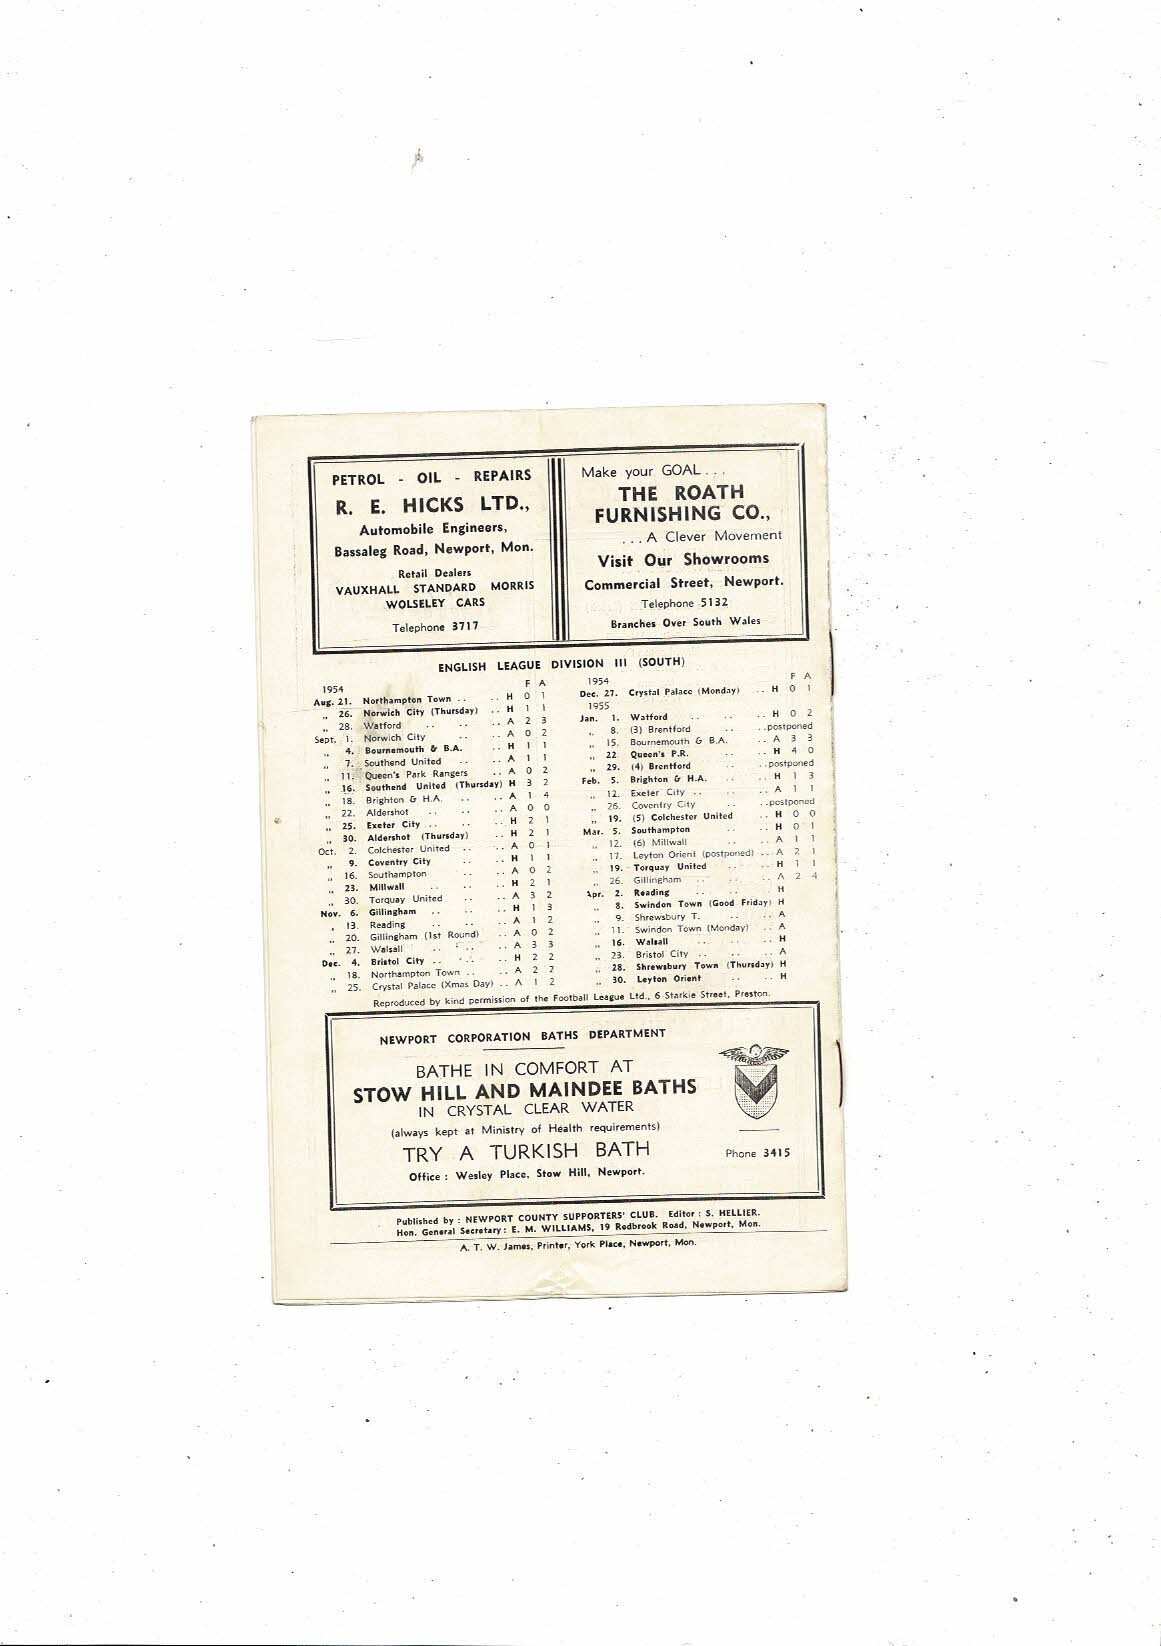 PETROL - OIL - REPAIRS
R. E. HICKS LTD.,
Automobile Engineers,
Bassaleg Road, Newport, Mon.
Retail Dealers
VAUXHALL STANDARD MORRIS
WOLSELEY CARS
Telephone 3717
Make your GOAL . . .
THE ROATH
FURNISHING CO.,
. . . A Clever Movement
Visit Our Showrooms
Commercial Street, Newport.
Telephone 5132
Branches Over South Wales
ENGLISH LEAGUE DIVISION III (SOUTH)
1954 F A
Aug. 21. Northampton Town .. .. H 0 1
,, 26. Norwich City (Thursday) .. H 1 1
,, 28. Watford .. .. .. A 2 3
Sept. 1. Norwich City .. .. A 0 2
,, 4. Bournemouth & B.A. .. H 1 1
,, 7. Southend United .. .. A 1 1
,, 11. Queen's Park Rangers .. A 0 2
,, 16. Southend United (Thursday) H 3 2
,, 18. Brighton & H.A. .. .. A 1 4
,, 22. Aldershot .. .. .. A 0 0
,, 25. Exeter City .. .. .. H 2 1
,, 30. Aldershot (Thursday) .. H 2 1
Oct. 2. Colchester United .. .. A 0 1
,, 9. Coventry City .. .. H 1 1
,, 16. Southampton .. .. A 0 2
,, 23. Millwall .. .. .. H 2 1
,, 30. Torquay United .. .. A 3 2
Nov. 6. Gillingham .. .. .. H 1 3
,, 13. Reading .. .. .. A 1 2
,, 20. Gillingham (1st Round) .. A 0 2
,, 27. Walsall .. .. .. A 3 3
Dec. 4. Bristol City .. .. .. H 2 2
,, 18. Northampton Town .. .. A 2 2
,, 25. Crystal Palace (Xmas Day) .. A 1 2
1954 F A
Dec. 27. Crystal Palace (Monday) .. H 0 1
1955
Jan. 1. Watford .. .. .. H 0 2
,, 8. (3) Brentford .. ..postponed
,, 15. Bournemouth & B.A. .. A 3 3
,, 22. Queen's P.R. .. .. H 4 0
,, 29. (4) Brentford .. ..postponed
Feb. 5. Brighton & H.A. .. .. H 1 3
,, 12. Exeter City .. .. .. A 1 1
,, 26. Coventry City .. ..postponed
,, 19. (5) Colchester United .. H 0 0
Mar. 5. Southampton .. .. H 0 1
,, 12. (6) Millwall .. .. A 1 1
,, 17. Leyton Orient (postponed) ... A 2 1
,, 19. Torquay United .. .. H 1 1
,, 26. Gillingham .. .. .. A 2 4
Apr. 2. Reading .. .. .. H
,, 8. Swindon Town (Good Friday) H
,, 9. Shrewsbury T. .. .. A
,, 11. Swindon Town (Monday) .. A
,, 16. Walsall .. .. .. H
,, 23. Bristol City .. .. .. A
,, 28. Shrewsbury Town (Thursday) H
,, 30. Leyton Orient .. .. H
Reproduced by kind permission of the Football League Ltd., 6 Starkie Street, Preston.
NEWPORT CORPORATION BATHS DEPARTMENT
BATHE IN COMFORT AT
STOW HILL AND MAINDEE BATHS
IN CRYSTAL CLEAR WATER
(always kept at Ministry of Health requirements)
TRY A TURKISH BATH
Office : Wesley Place, Stow Hill, Newport.
Phone 3415
Published by : NEWPORT COUNTY SUPPORTERS' CLUB. Editor : S. HELLIER.
Hon. General Secretary : E. M. WILLIAMS, 19 Redbrook Road, Newport, Mon.
A. T. W. James, Printer, York Place, Newport, Mon.